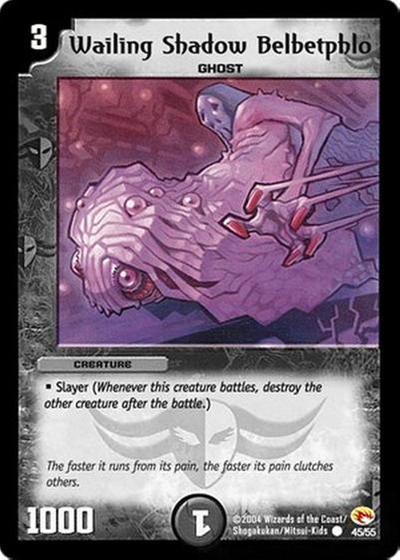 3 Wailing Shadow Belbetphlo
GHOST
CREATURE
▪ Slayer (Whenever this creature battles, destroy the
other creature after the battle.)
The faster it runs from its pain, the faster its pain clutches
others.
1000
1
©2004 Wizards of the Coast/
Shogakukan/Mitsui-Kids ● 45/55